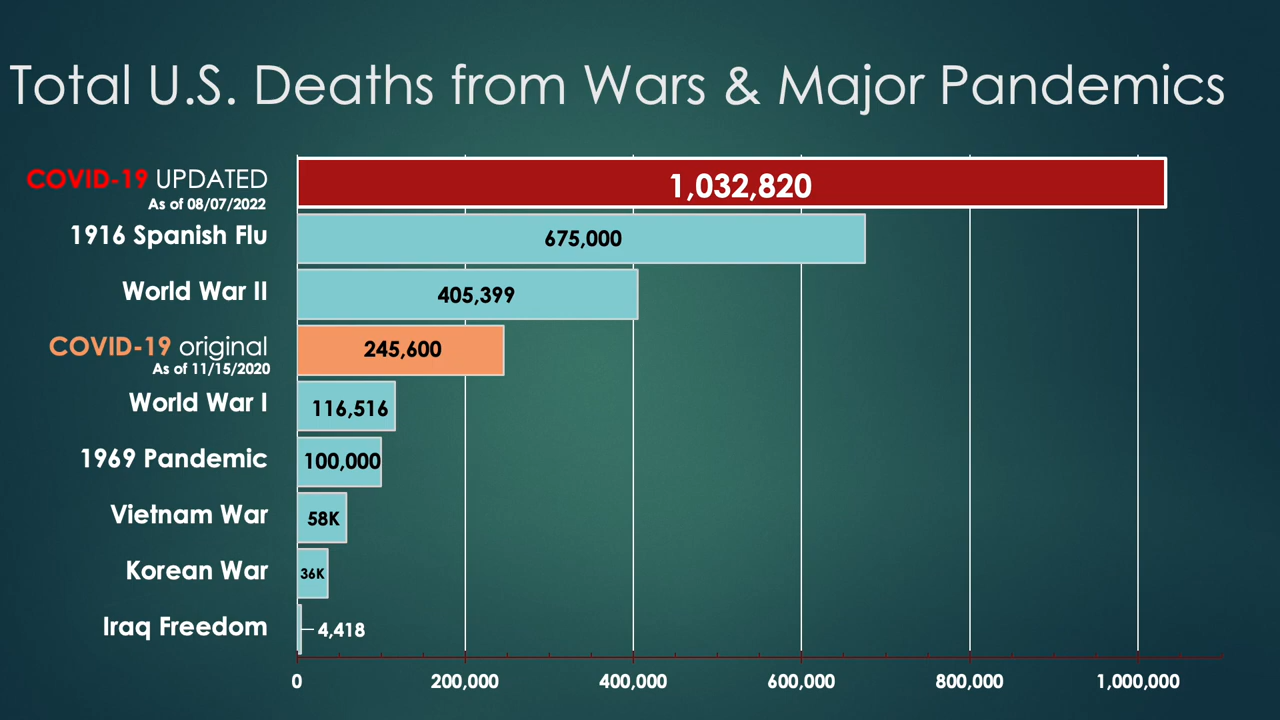 Total U.S. Deaths from Wars & Major Pandemics
COVID-19 UPDATED
As of 08/07/2022
1,032,820
1916 Spanish Flu
675,000
World War II
405,399
COVID-19 original
As of 11/15/2020
245,600
World War I
116,516
1969 Pandemic
100,000
Vietnam War
58K
Korean War
36K
Iraq Freedom
4,418
0 200,000 400,000 600,000 800,000 1,000,000